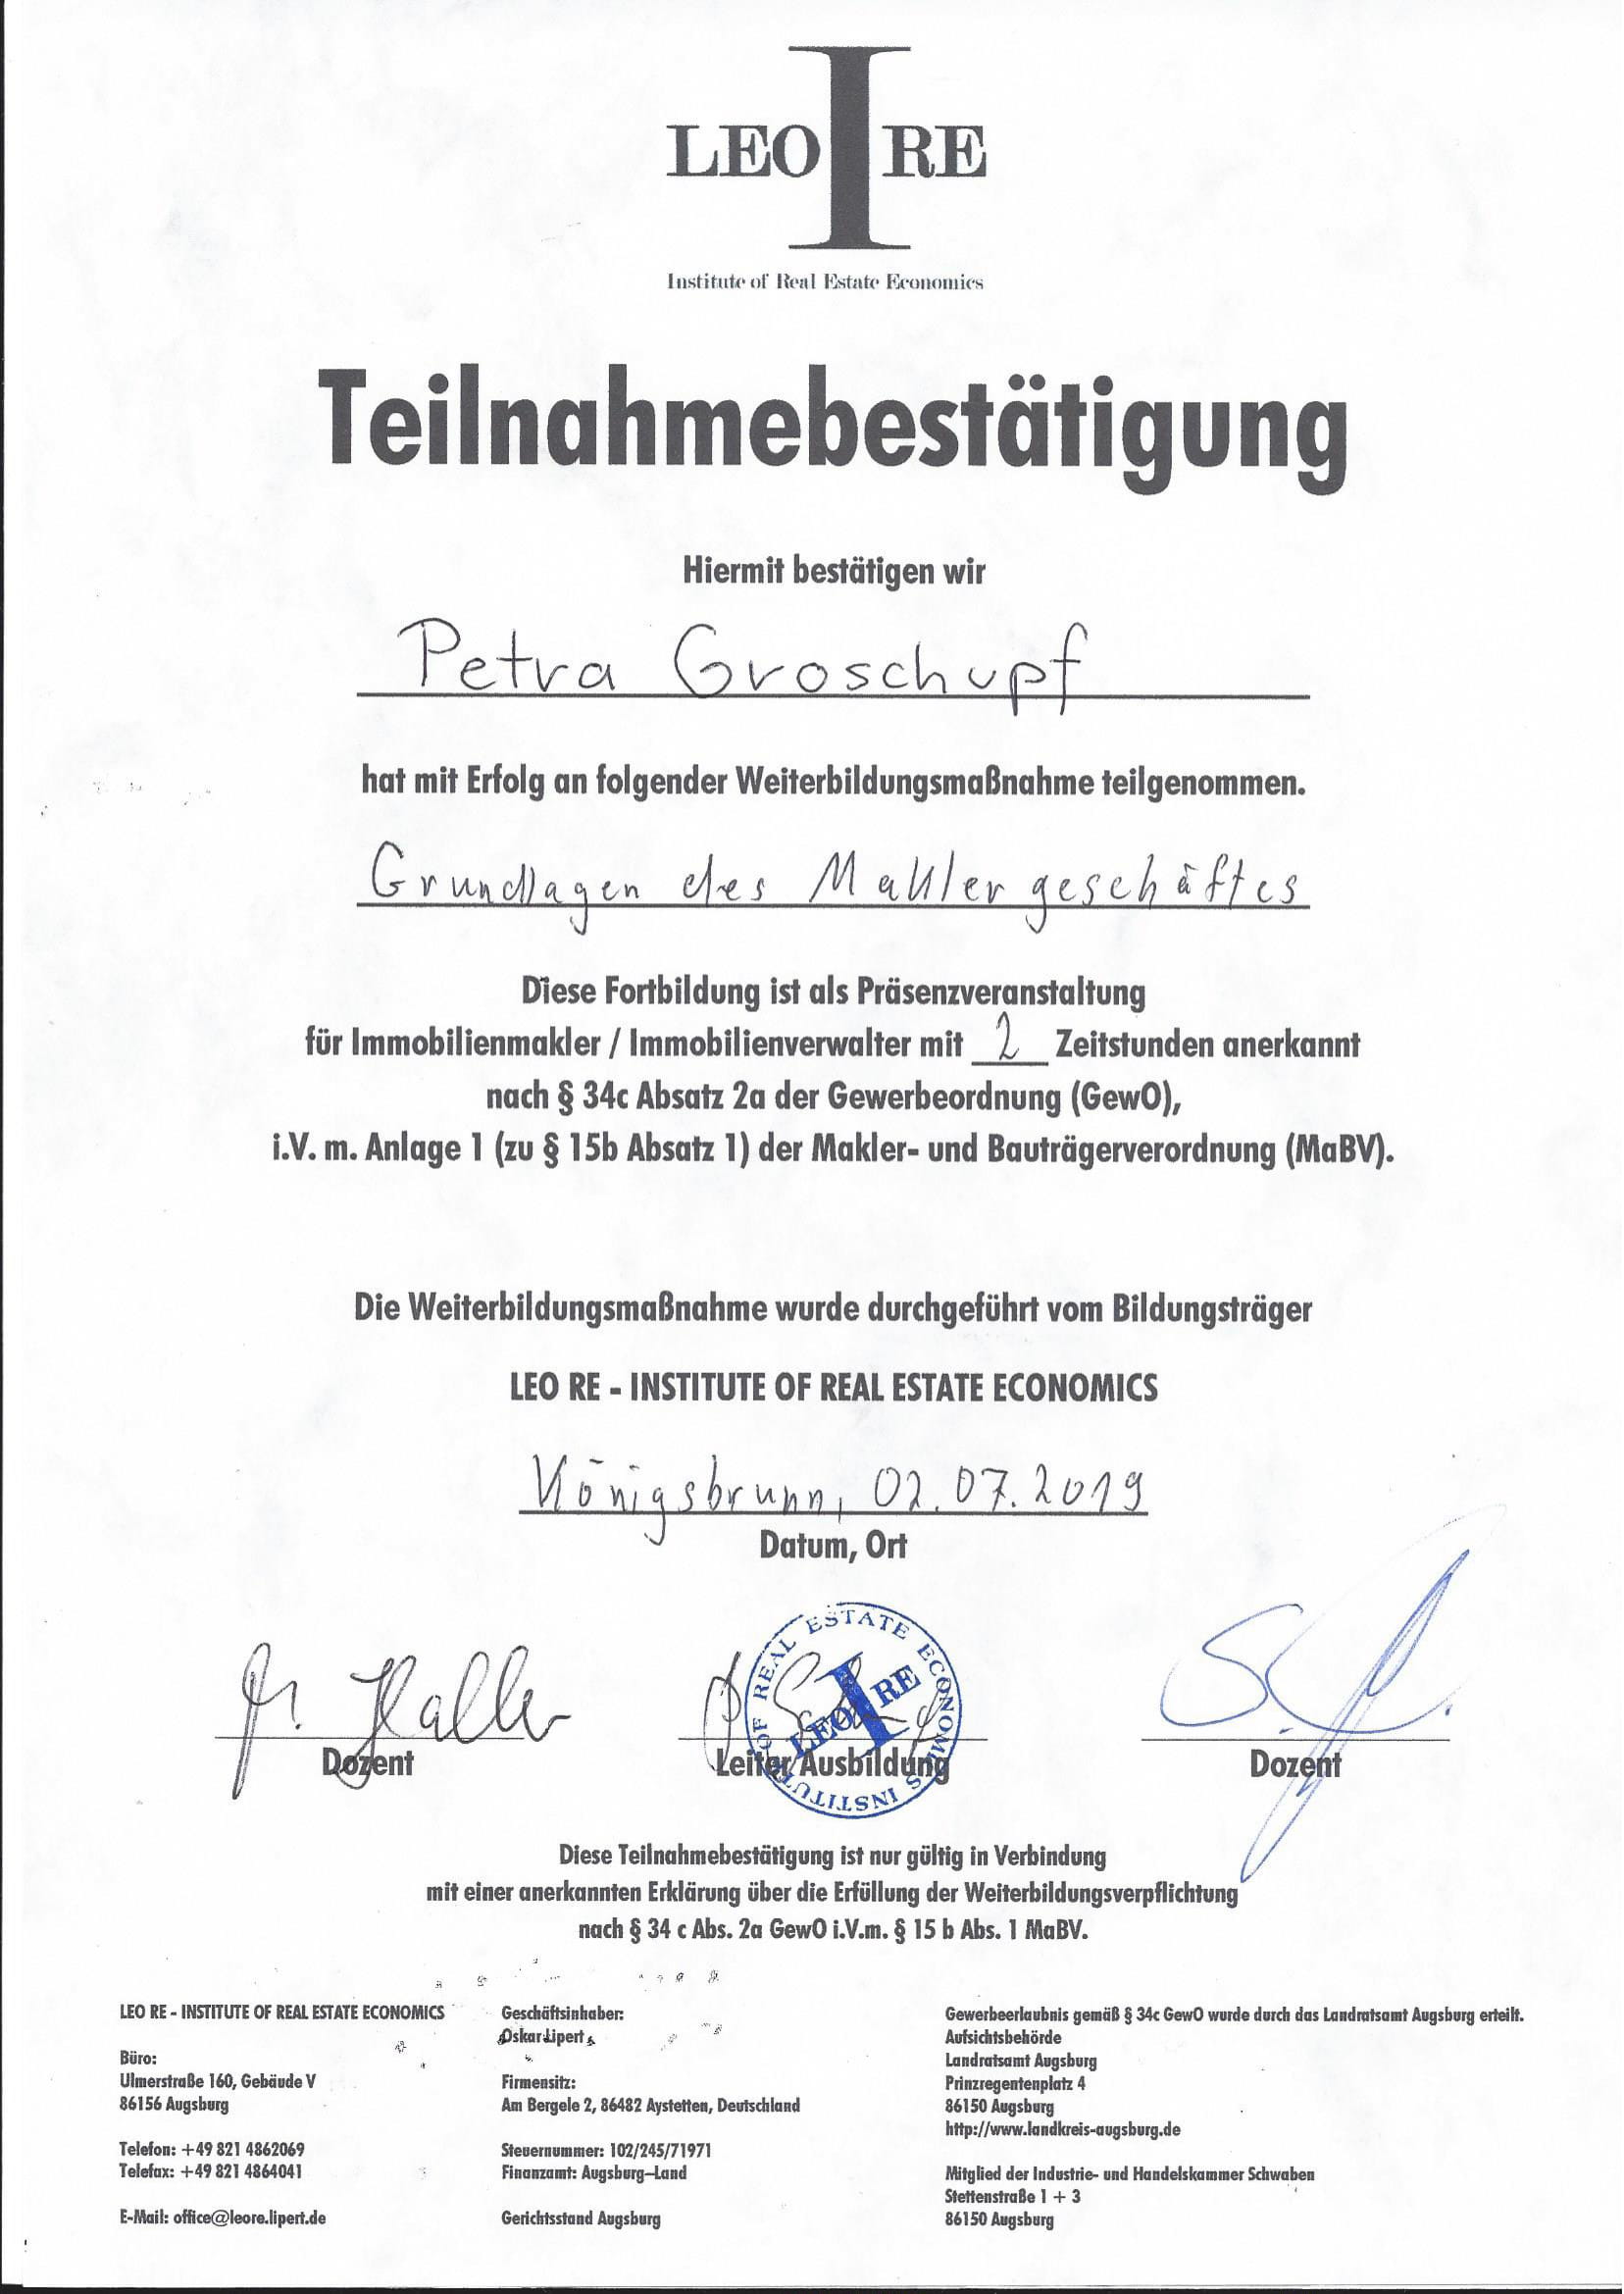 LEO I RE
Institute of Real Estate Economics
Teilnahmebestätigung
Hiermit bestätigen wir
Petra Groschupf
hat mit Erfolg an folgender Weiterbildungsmaßnahme teilgenommen.
Grundlagen des Maklergeschäftes
Diese Fortbildung ist als Präsenzveranstaltung
für Immobilienmakler / Immobilienverwalter mit 2 Zeitstunden anerkannt
nach § 34c Absatz 2a der Gewerbeordnung (GewO),
i.V. m. Anlage 1 (zu § 15b Absatz 1) der Makler- und Bauträgerverordnung (MaBV).
Die Weiterbildungsmaßnahme wurde durchgeführt vom Bildungsträger
LEO RE - INSTITUTE OF REAL ESTATE ECONOMICS
Königsbrunn, 02.07.2019
Datum, Ort
INSTITUTE OF REAL ESTATE ECONOMICS
LEO I RE
Dozent
Leiter Ausbildung
Dozent
Diese Teilnahmebestätigung ist nur gültig in Verbindung
mit einer anerkannten Erklärung über die Erfüllung der Weiterbildungsverpflichtung
nach § 34 c Abs. 2a GewO i.V.m. § 15 b Abs. 1 MaBV.
LEO RE - INSTITUTE OF REAL ESTATE ECONOMICS
Büro:
Ulmerstraße 160, Gebäude V
86156 Augsburg
Telefon: +49 821 4862069
Telefax: +49 821 4864041
E-Mail: office@leore.lipert.de
Geschäftsinhaber:
Oskar Lipert
Firmensitz:
Am Bergele 2, 86482 Aystetten, Deutschland
Steuernummer: 102/245/71971
Finanzamt: Augsburg–Land
Gerichtsstand Augsburg
Gewerbeerlaubnis gemäß § 34c GewO wurde durch das Landratsamt Augsburg erteilt.
Aufsichtsbehörde
Landratsamt Augsburg
Prinzregentenplatz 4
86150 Augsburg
http://www.landkreis-augsburg.de
Mitglied der Industrie- und Handelskammer Schwaben
Stettenstraße 1 + 3
86150 Augsburg